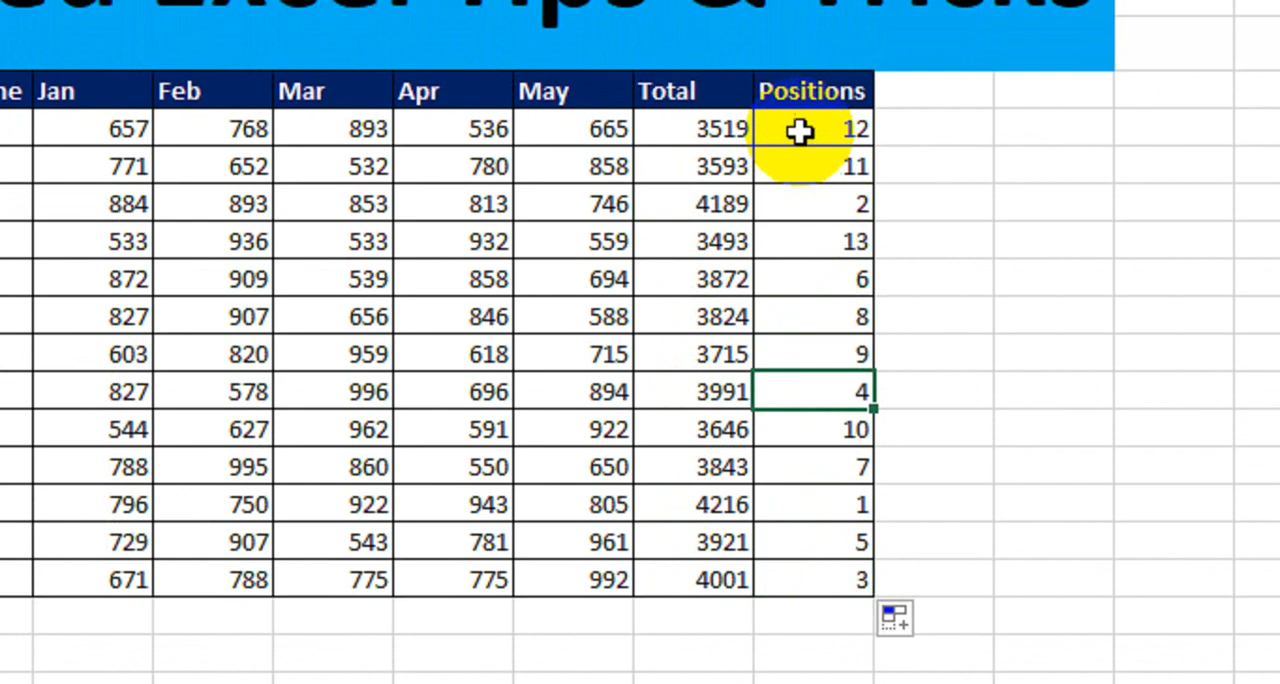 Excel Tips & Tricks
ne Jan Feb Mar Apr May Total Positions
657 768 893 536 665 3519 12
771 652 532 780 858 3593 11
884 893 853 813 746 4189 2
533 936 533 932 559 3493 13
872 909 539 858 694 3872 6
827 907 656 846 588 3824 8
603 820 959 618 715 3715 9
827 578 996 696 894 3991 4
544 627 962 591 922 3646 10
788 995 860 550 650 3843 7
796 750 922 943 805 4216 1
729 907 543 781 961 3921 5
671 788 775 775 992 4001 3